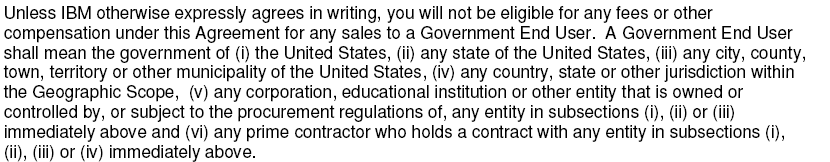 Unless IBM otherwise expressly agrees in writing, you will not be eligible for any fees or other
compensation under this Agreement for any sales to a Government End User.  A Government End User
shall mean the government of (i) the United States, (ii) any state of the United States, (iii) any city, county,
town, territory or other municipality of the United States, (iv) any country, state or other jurisdiction within
the Geographic Scope,  (v) any corporation, educational institution or other entity that is owned or
controlled by, or subject to the procurement regulations of, any entity in subsections (i), (ii) or (iii)
immediately above and (vi) any prime contractor who holds a contract with any entity in subsections (i),
(ii), (iii) or (iv) immediately above.